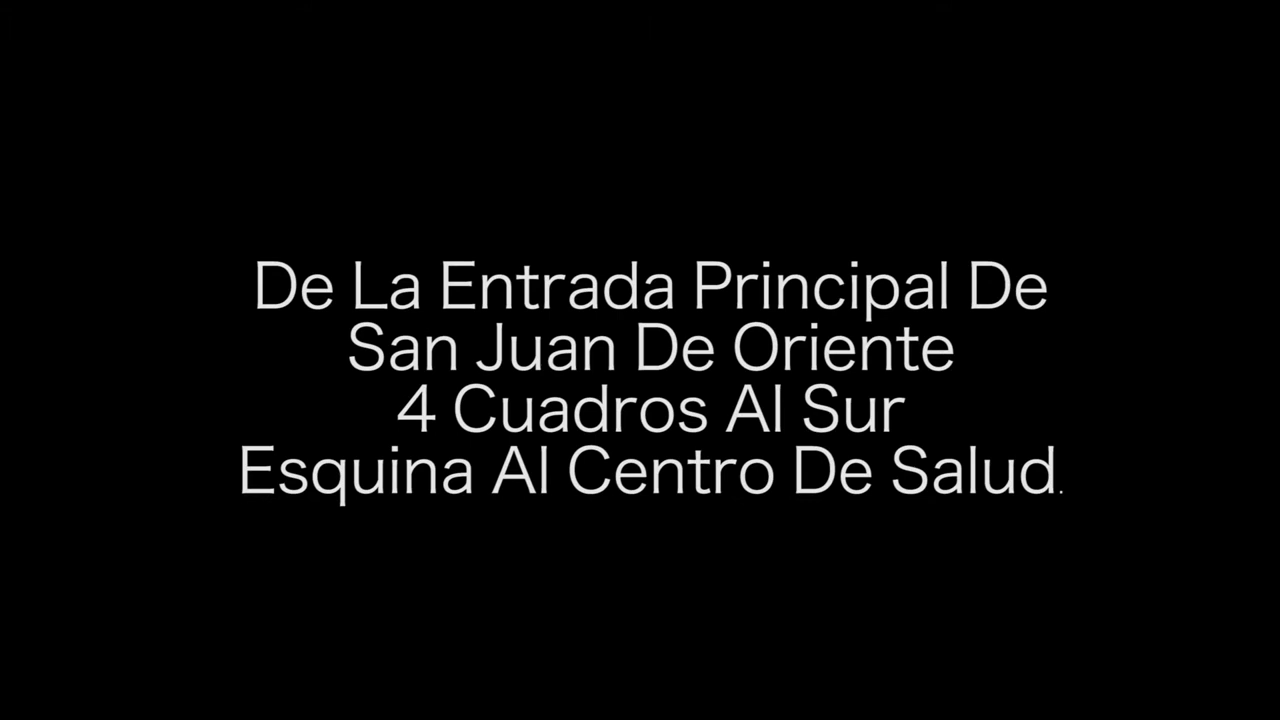 De La Entrada Principal De
San Juan De Oriente
4 Cuadros Al Sur
Esquina Al Centro De Salud.